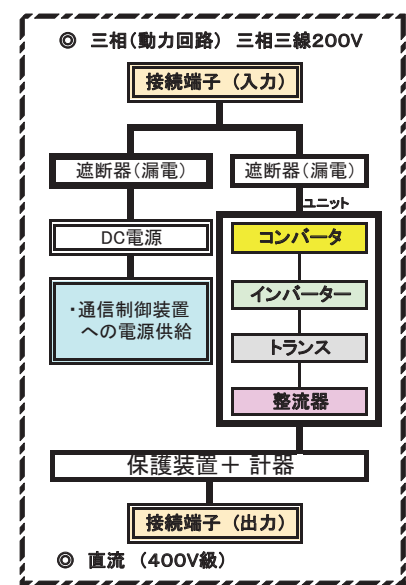 ◎ 三相(動力回路) 三相三線200V
接続端子 (入力)
遮断器(漏電)
遮断器(漏電)
ユニット
DC電源
コンバータ
・通信制御装置
への電源供給
インバーター
トランス
整流器
保護装置＋ 計器
接続端子 (出力)
◎ 直流 (400V級)